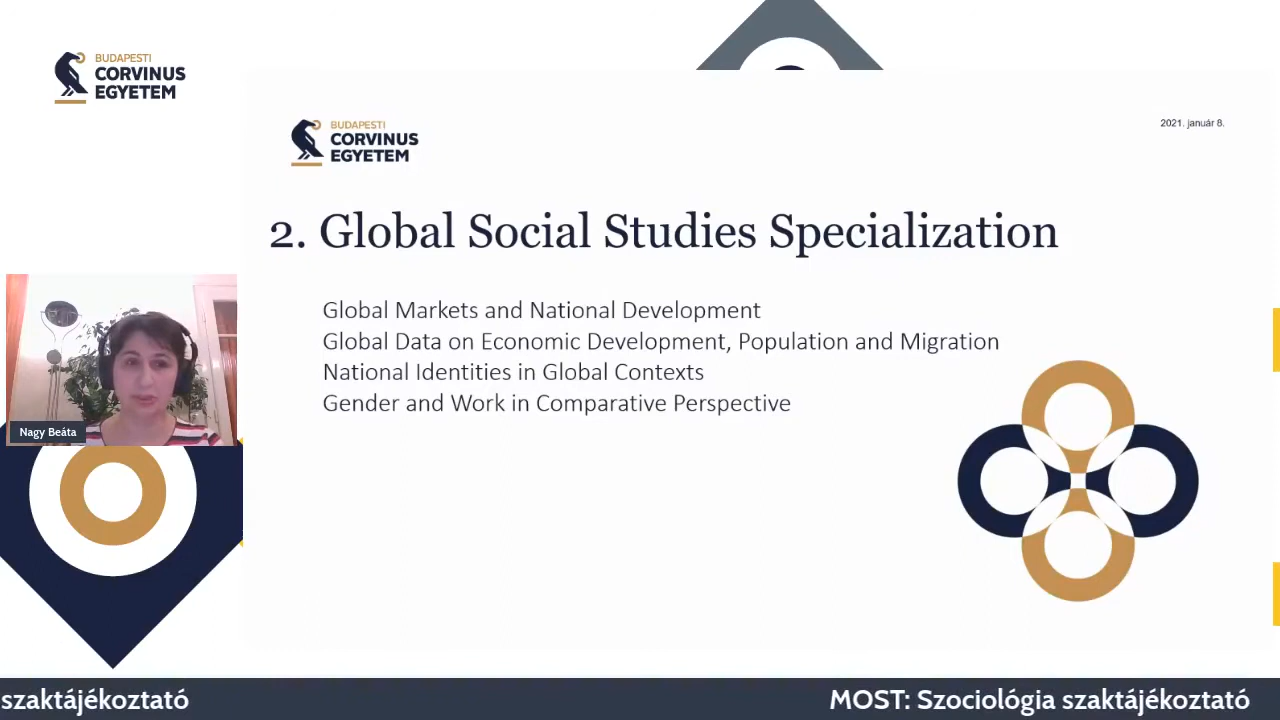 BUDAPESTI
CORVINUS
EGYETEM
BUDAPESTI
CORVINUS
EGYETEM
2021. január 8.
2. Global Social Studies Specialization
Global Markets and National Development
Global Data on Economic Development, Population and Migration
National Identities in Global Contexts
Gender and Work in Comparative Perspective
Nagy Beáta
szaktájékoztató
MOST: Szociológia szaktájékoztató